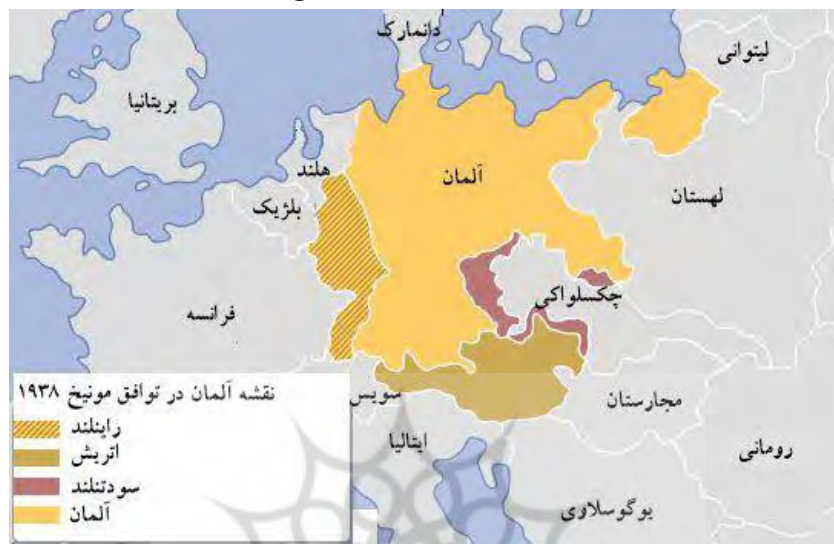 دانمارک
لیتوانی
بریتانیا
هلند
آلمان
لهستان
بلژیک
چکسلواکی
فرانسه
سویس
مجارستان
ایتالیا
رومانی
یوگوسلاوی
نقشه آلمان در توافق مونیخ ۱۹۳۸
راینلند
اتریش
سودتنلند
آلمان